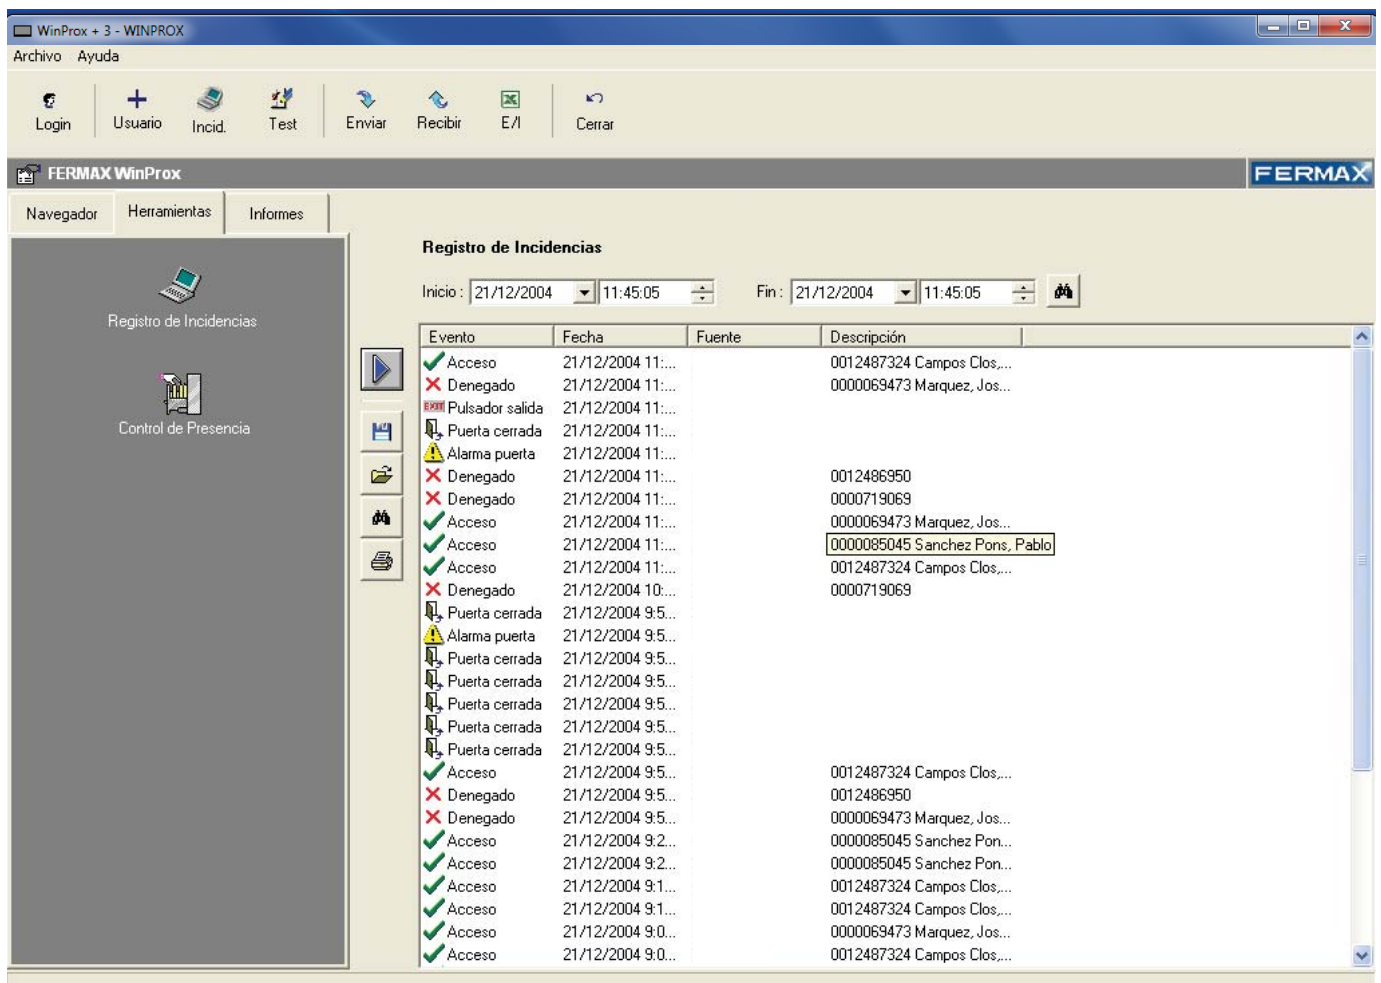 WinProx + 3 - WINPROX
Archivo Ayuda
Login Usuario Incid. Test Enviar Recibir E/I Cerrar
FERMAX WinProx FERMAX
Navegador Herramientas Informes
Registro de Incidencias
Control de Presencia
Registro de Incidencias
Inicio : 21/12/2004 11:45:05 Fin : 21/12/2004 11:45:05
Evento Fecha Fuente Descripción
Acceso 21/12/2004 11:... 0012487324 Campos Clos,...
Denegado 21/12/2004 11:... 0000069473 Marquez, Jos...
EXIT Pulsador salida 21/12/2004 11:...
Puerta cerrada 21/12/2004 11:...
Alarma puerta 21/12/2004 11:...
Denegado 21/12/2004 11:... 0012486950
Denegado 21/12/2004 11:... 0000719069
Acceso 21/12/2004 11:... 0000069473 Marquez, Jos...
Acceso 21/12/2004 11:... 0000085045 Sanchez Pons, Pablo
Acceso 21/12/2004 11:... 0012487324 Campos Clos,...
Denegado 21/12/2004 10:... 0000719069
Puerta cerrada 21/12/2004 9:5...
Alarma puerta 21/12/2004 9:5...
Puerta cerrada 21/12/2004 9:5...
Puerta cerrada 21/12/2004 9:5...
Puerta cerrada 21/12/2004 9:5...
Puerta cerrada 21/12/2004 9:5...
Puerta cerrada 21/12/2004 9:5...
Acceso 21/12/2004 9:5... 0012487324 Campos Clos,...
Denegado 21/12/2004 9:5... 0012486950
Denegado 21/12/2004 9:5... 0000069473 Marquez, Jos...
Acceso 21/12/2004 9:2... 0000085045 Sanchez Pon...
Acceso 21/12/2004 9:2... 0000085045 Sanchez Pon...
Acceso 21/12/2004 9:1... 0012487324 Campos Clos,...
Acceso 21/12/2004 9:1... 0012487324 Campos Clos,...
Acceso 21/12/2004 9:0... 0000069473 Marquez, Jos...
Acceso 21/12/2004 9:0... 0012487324 Campos Clos,...